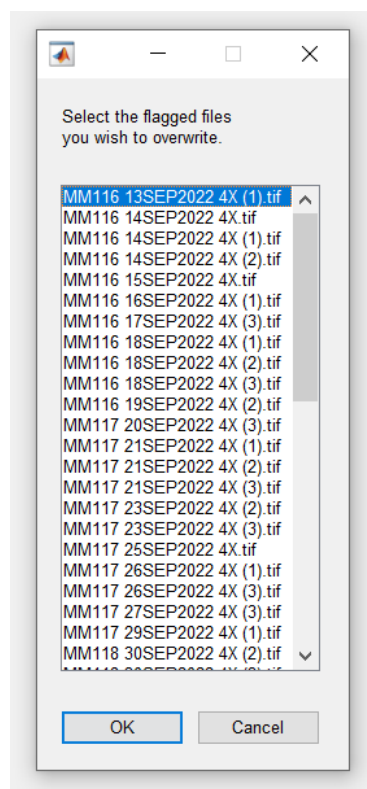 Select the flagged files
you wish to overwrite.
MM116 13SEP2022 4X (1).tif
MM116 14SEP2022 4X.tif
MM116 14SEP2022 4X (1).tif
MM116 14SEP2022 4X (2).tif
MM116 15SEP2022 4X.tif
MM116 16SEP2022 4X (1).tif
MM116 17SEP2022 4X (3).tif
MM116 18SEP2022 4X (1).tif
MM116 18SEP2022 4X (2).tif
MM116 18SEP2022 4X (3).tif
MM116 19SEP2022 4X (2).tif
MM117 20SEP2022 4X (3).tif
MM117 21SEP2022 4X (1).tif
MM117 21SEP2022 4X (2).tif
MM117 21SEP2022 4X (3).tif
MM117 23SEP2022 4X (2).tif
MM117 23SEP2022 4X (3).tif
MM117 25SEP2022 4X.tif
MM117 26SEP2022 4X (1).tif
MM117 26SEP2022 4X (3).tif
MM117 27SEP2022 4X (3).tif
MM117 29SEP2022 4X (1).tif
MM118 30SEP2022 4X (2).tif
OK Cancel